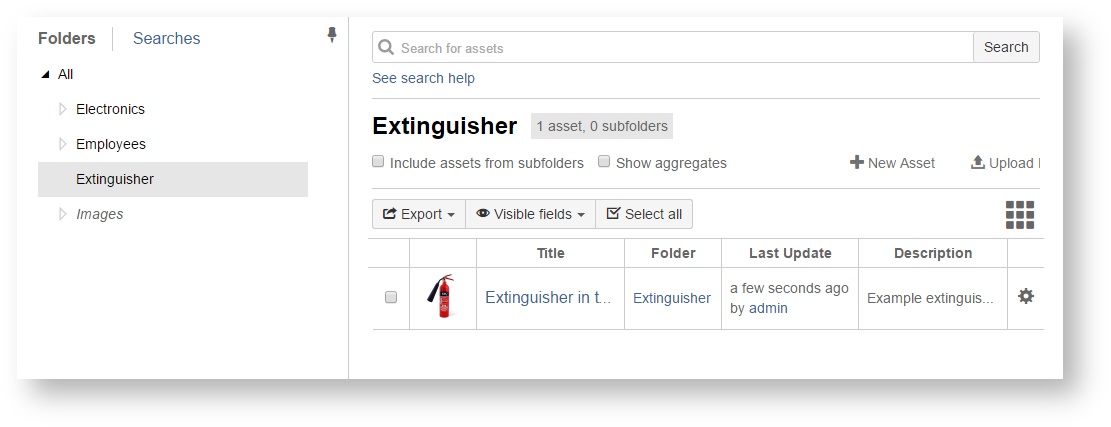 Folders Searches
All
Electronics
Employees
Extinguisher
Images
Search for assets Search
See search help
Extinguisher 1 asset, 0 subfolders
Include assets from subfolders Show aggregates New Asset Upload
Export Visible fields Select all
Title Folder Last Update Description
Extinguisher in t... Extinguisher a few seconds ago Example extinguis...
by admin